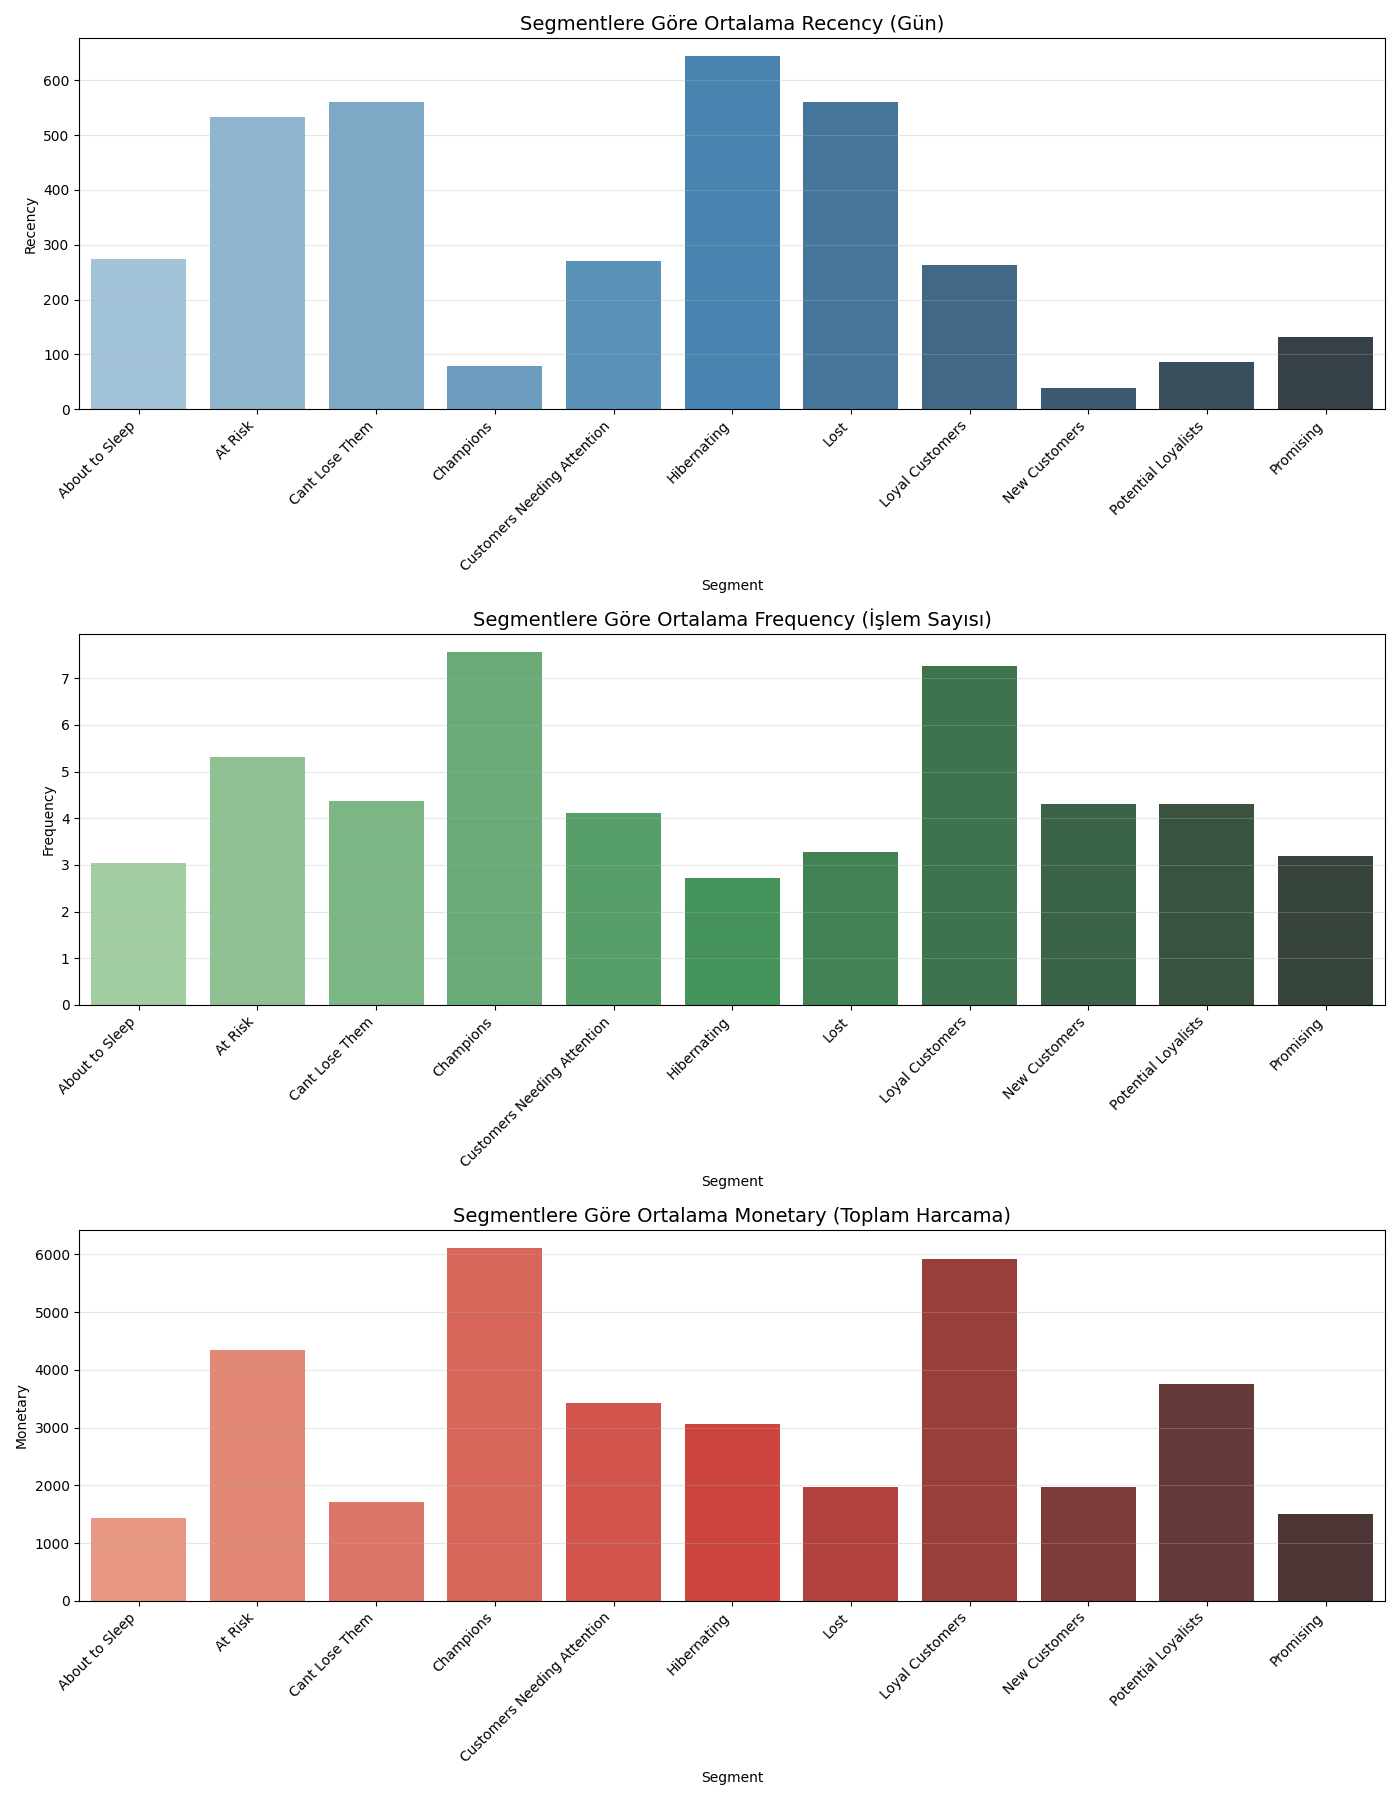 Segmentlere Göre Ortalama Recency (Gün)
600
500
400
300
200
100
0
Recency
About to Sleep
At Risk
Cant Lose Them
Champions
Customers Needing Attention
Hibernating
Lost
Loyal Customers
New Customers
Potential Loyalists
Promising
Segment
Segmentlere Göre Ortalama Frequency (İşlem Sayısı)
7
6
5
4
3
2
1
0
Frequency
About to Sleep
At Risk
Cant Lose Them
Champions
Customers Needing Attention
Hibernating
Lost
Loyal Customers
New Customers
Potential Loyalists
Promising
Segment
Segmentlere Göre Ortalama Monetary (Toplam Harcama)
6000
5000
4000
3000
2000
1000
0
Monetary
About to Sleep
At Risk
Cant Lose Them
Champions
Customers Needing Attention
Hibernating
Lost
Loyal Customers
New Customers
Potential Loyalists
Promising
Segment